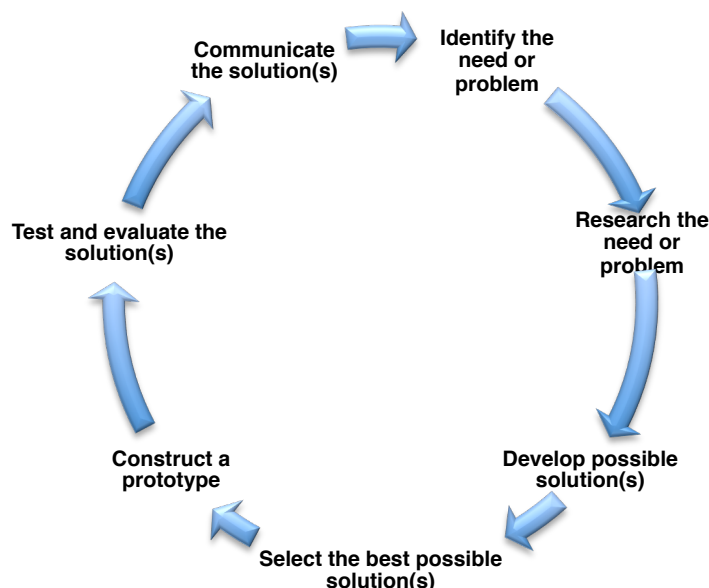 Identify the
need or
problem
Research the
need or
problem
Develop possible
solution(s)
Select the best possible
solution(s)
Construct a
prototype
Test and evaluate the
solution(s)
Communicate
the solution(s)